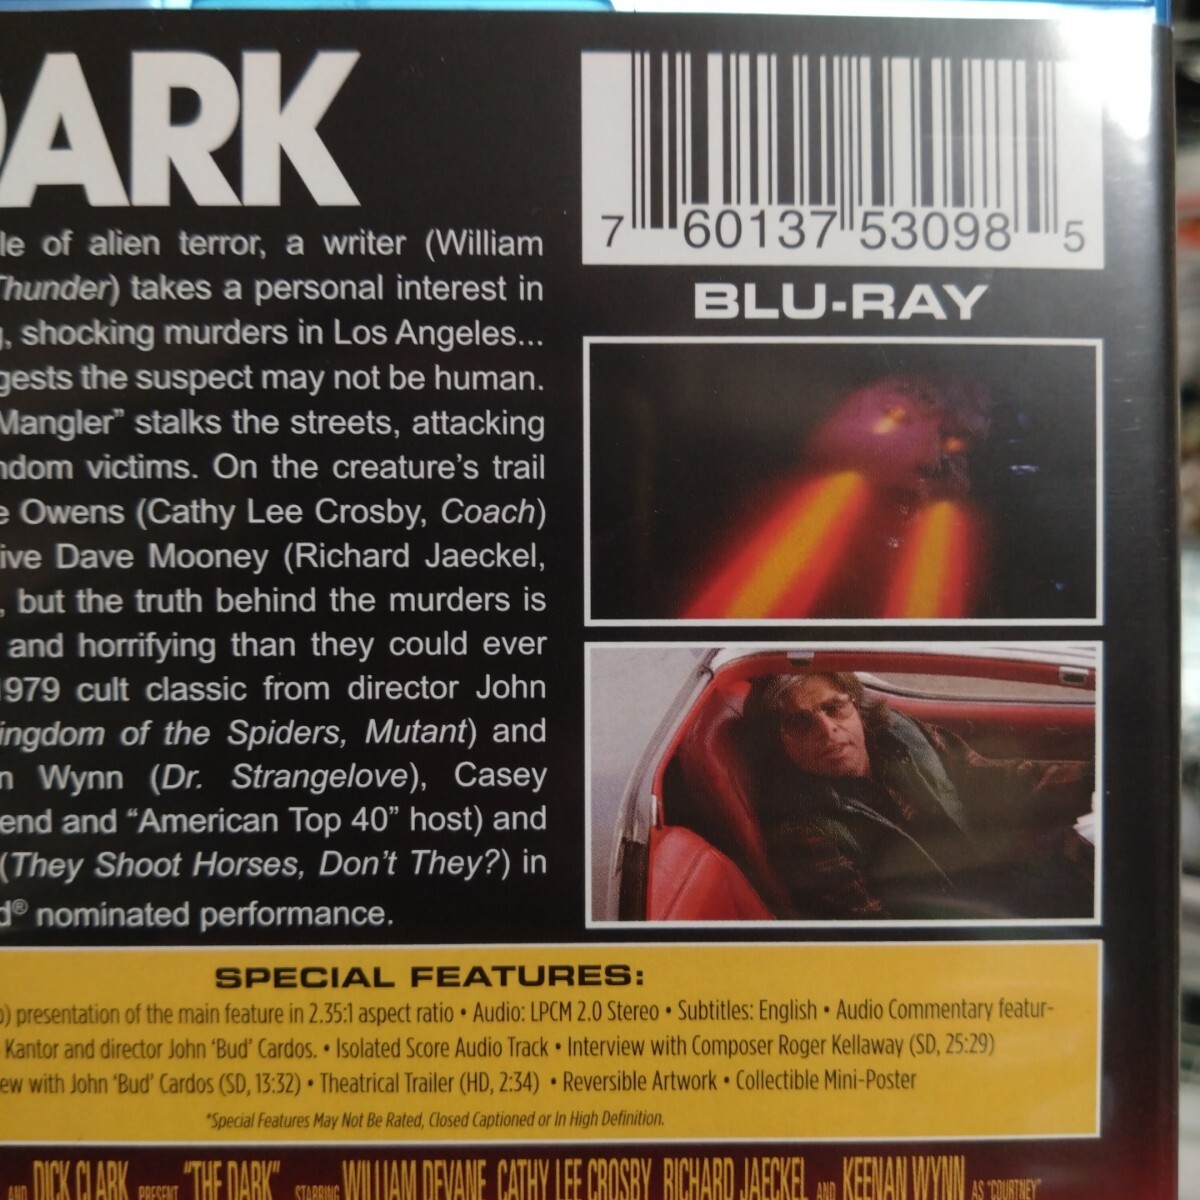 DARK
le of alien terror, a writer (William
Thunder) takes a personal interest in
, shocking murders in Los Angeles...
gests the suspect may not be human.
Mangler” stalks the streets, attacking
ndom victims. On the creature’s trail
e Owens (Cathy Lee Crosby, Coach)
ive Dave Mooney (Richard Jaeckel,
, but the truth behind the murders is
and horrifying than they could ever
1979 cult classic from director John
ingdom of the Spiders, Mutant) and
n Wynn (Dr. Strangelove), Casey
end and “American Top 40” host) and
(They Shoot Horses, Don’t They?) in
d® nominated performance.
7 60137 53098 5
BLU-RAY
SPECIAL FEATURES:
) presentation of the main feature in 2.35:1 aspect ratio • Audio: LPCM 2.0 Stereo • Subtitles: English • Audio Commentary featur-
Kantor and director John ‘Bud’ Cardos. • Isolated Score Audio Track • Interview with Composer Roger Kellaway (SD, 25:29)
ew with John ‘Bud’ Cardos (SD, 13:32) • Theatrical Trailer (HD, 2:34) • Reversible Artwork • Collectible Mini-Poster
*Special Features May Not Be Rated, Closed Captioned or In High Definition.
AND DICK CLARK PRESENT "THE DARK" STARRING WILLIAM DEVANE CATHY LEE CROSBY RICHARD JAECKEL AND KEENAN WYNN AS "COURTNEY"